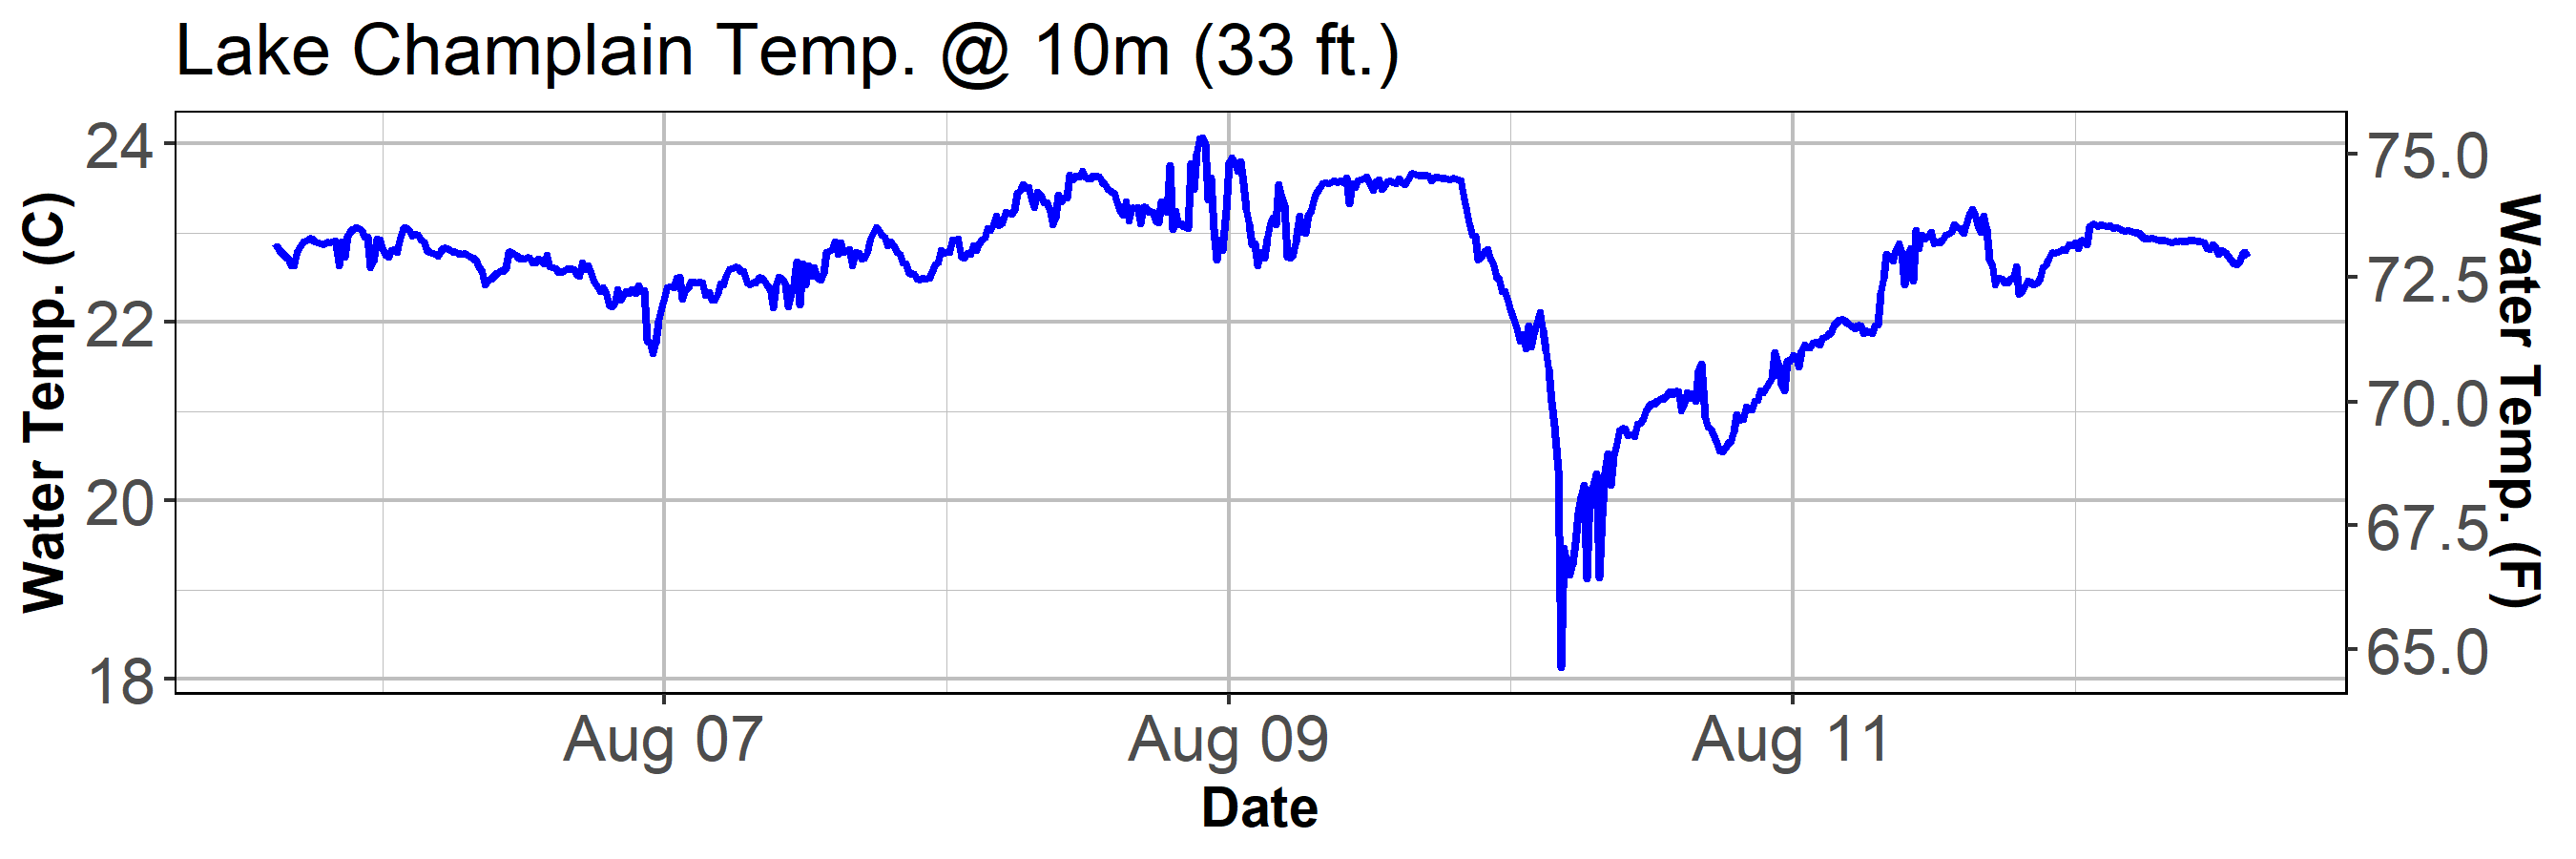 Lake Champlain Temp. @ 10m (33 ft.)
Water Temp. (C)
24
22
20
18
75.0
72.5
70.0
67.5
65.0
Water Temp. (F)
Aug 07
Aug 09
Aug 11
Date